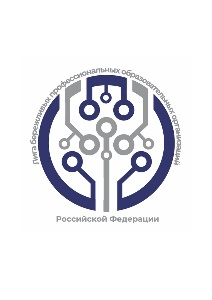 Лига бережливых профессиональных образовательных организаций
Российской Федерации